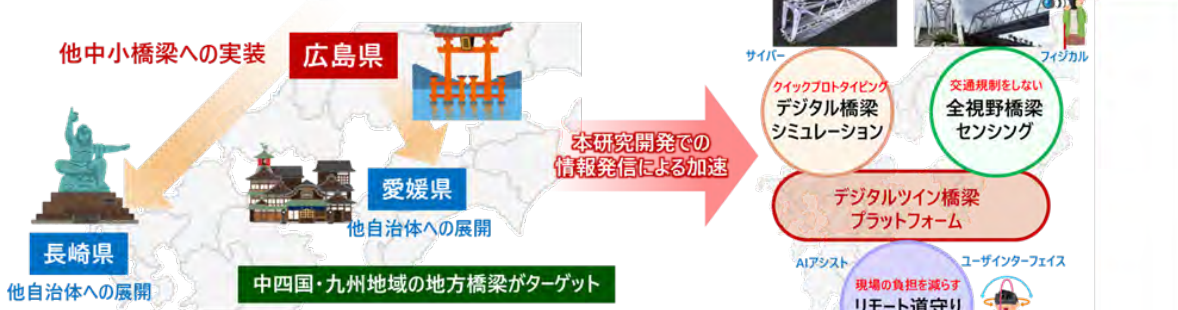 他中小橋梁への実装
広島県
愛媛県
他自治体への展開
長崎県
他自治体への展開
中四国・九州地域の地方橋梁がターゲット
本研究開発での
情報発信による加速
サイバー
フィジカル
クイックプロトタイピング
デジタル橋梁
シミュレーション
交通規制をしない
全視野橋梁
センシング
デジタルツイン橋梁
プラットフォーム
AIアシスト
ユーザインターフェイス
現場の負担を減らす
リモート道守り